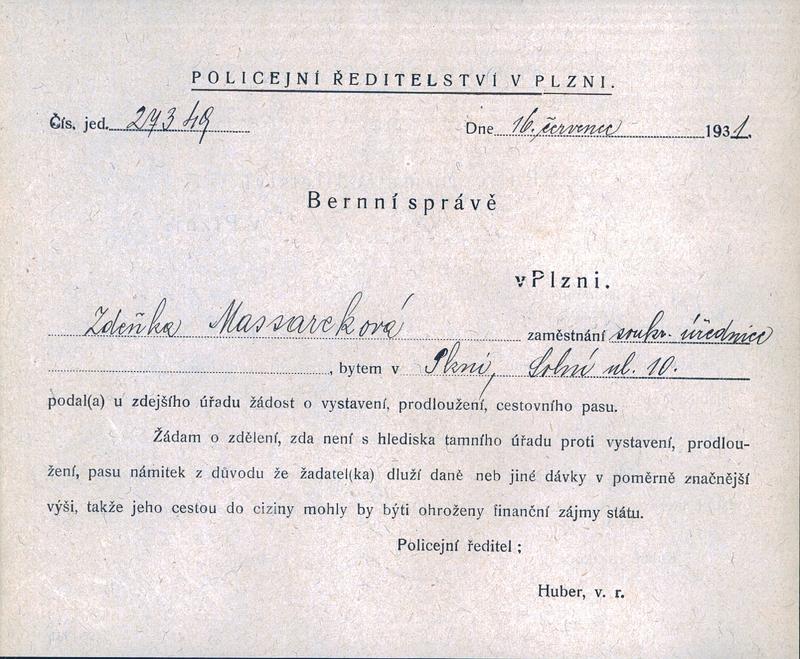 POLICEJNÍ ŘEDITELSTVÍ V PLZNI.
Čís. jed. 27349 Dne 16. červenec 1931.
Bernní správě
v Plzni.
Zdeňka Massareková zaměstnání soukr. úřednice
, bytem v Plzni, Solní ul. 10.
podal(a) u zdejšího úřadu žádost o vystavení, prodloužení, cestovního pasu.
Žádam o zdělení, zda není s hlediska tamního úřadu proti vystavení, prodlou-
žení, pasu námitek z důvodu že žadatel(ka) dluží daně neb jiné dávky v poměrně značnější
výši, takže jeho cestou do ciziny mohly by býti ohroženy finanční zájmy státu.
Policejní ředitel ;
Huber, v. r.